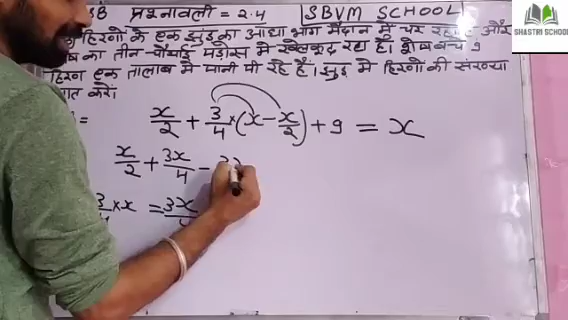 प्रश्नावली = 2.4 SBVM SCHOOL
हिरणों के एक झुंड का आधा भाग मैदान में चर रहा है और
का तीन-चौथाई पड़ोस में खेलकूद रहा है। शेष बचे 9
हिरण एक तालाब में पानी पी रहे हैं। झुंड में हिरणों की संख्या
ज्ञात करें।
= x/2 + 3/4 × (x - x/2) + 9 = x
x/2 + 3x/4 -
3/4 × x = 3x/4
SHASTRI SCHOOL